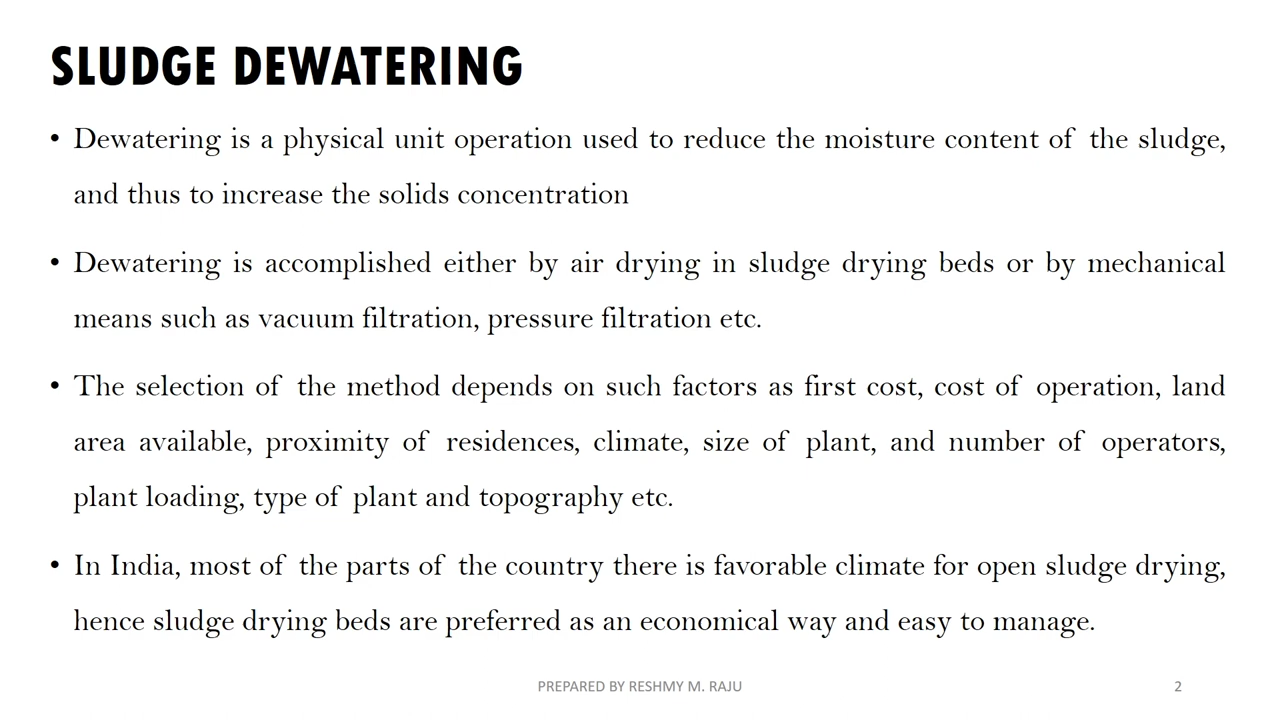 SLUDGE DEWATERING
• Dewatering is a physical unit operation used to reduce the moisture content of the sludge,
and thus to increase the solids concentration
• Dewatering is accomplished either by air drying in sludge drying beds or by mechanical
means such as vacuum filtration, pressure filtration etc.
• The selection of the method depends on such factors as first cost, cost of operation, land
area available, proximity of residences, climate, size of plant, and number of operators,
plant loading, type of plant and topography etc.
• In India, most of the parts of the country there is favorable climate for open sludge drying,
hence sludge drying beds are preferred as an economical way and easy to manage.
PREPARED BY RESHMY M. RAJU
2